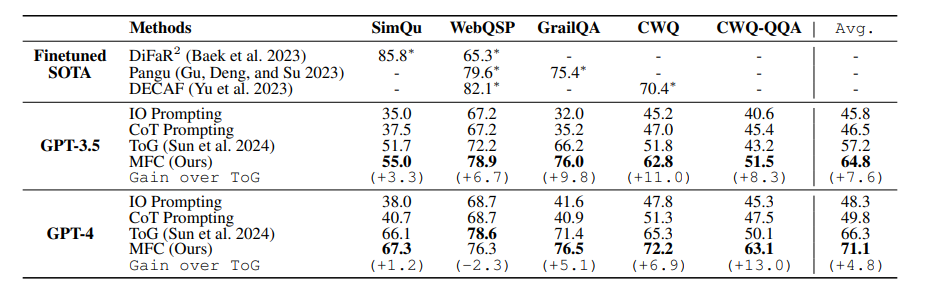 Methods SimQu WebQSP GrailQA CWQ CWQ-QQA Avg.
Finetuned SOTA DiFaR² (Baek et al. 2023) 85.8* 65.3* - - - -
Pangu (Gu, Deng, and Su 2023) - 79.6* 75.4* - - -
DECAF (Yu et al. 2023) - 82.1* - 70.4* - -
GPT-3.5 IO Prompting 35.0 67.2 32.0 45.2 40.6 45.8
CoT Prompting 37.5 67.2 35.2 47.0 45.4 46.5
ToG (Sun et al. 2024) 51.7 72.2 66.2 51.8 43.2 57.2
MFC (Ours) 55.0 78.9 76.0 62.8 51.5 64.8
Gain over ToG (+3.3) (+6.7) (+9.8) (+11.0) (+8.3) (+7.6)
GPT-4 IO Prompting 38.0 68.7 41.6 47.8 45.3 48.3
CoT Prompting 40.7 68.7 40.9 51.3 47.5 49.8
ToG (Sun et al. 2024) 66.1 78.6 71.4 65.3 50.1 66.3
MFC (Ours) 67.3 76.3 76.5 72.2 63.1 71.1
Gain over ToG (+1.2) (-2.3) (+5.1) (+6.9) (+13.0) (+4.8)